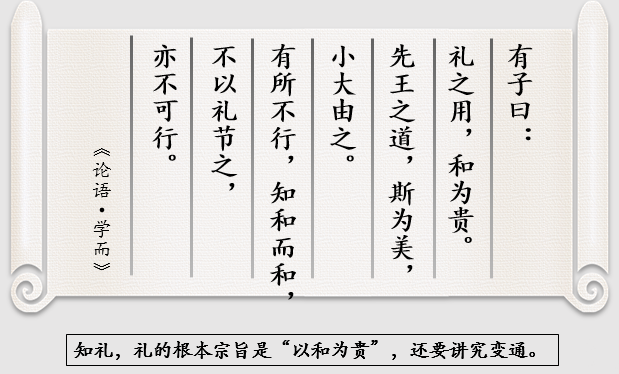 有子曰：
礼之用，和为贵。
先王之道，斯为美，
小大由之。
有所不行，知和而和，
不以礼节之，
亦不可行。
《论语·学而》
知礼，礼的根本宗旨是“以和为贵”，还要讲究变通。